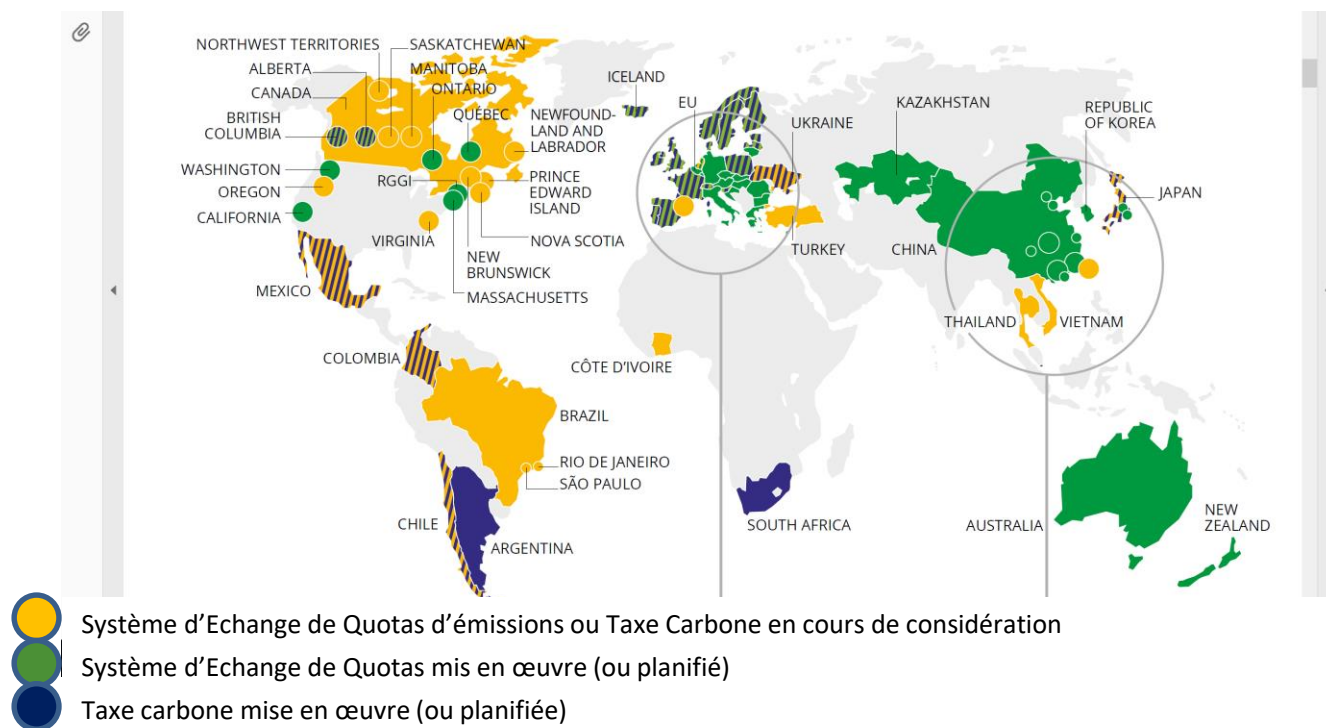 NORTHWEST TERRITORIES
SASKATCHEWAN
ALBERTA
MANITOBA
CANADA
ONTARIO
BRITISH
COLUMBIA
QUÉBEC
NEWFOUND-
LAND AND
LABRADOR
WASHINGTON
OREGON
RGGI
PRINCE
EDWARD
ISLAND
CALIFORNIA
VIRGINIA
NOVA SCOTIA
NEW
BRUNSWICK
MEXICO
MASSACHUSETTS
ICELAND
EU
UKRAINE
KAZAKHSTAN
REPUBLIC
OF KOREA
JAPAN
TURKEY
CHINA
THAILAND
VIETNAM
COLOMBIA
CÔTE D'IVOIRE
BRAZIL
RIO DE JANEIRO
SÃO PAULO
CHILE
ARGENTINA
SOUTH AFRICA
AUSTRALIA
NEW
ZEALAND
Système d’Echange de Quotas d’émissions ou Taxe Carbone en cours de considération
Système d’Echange de Quotas mis en œuvre (ou planifié)
Taxe carbone mise en œuvre (ou planifiée)